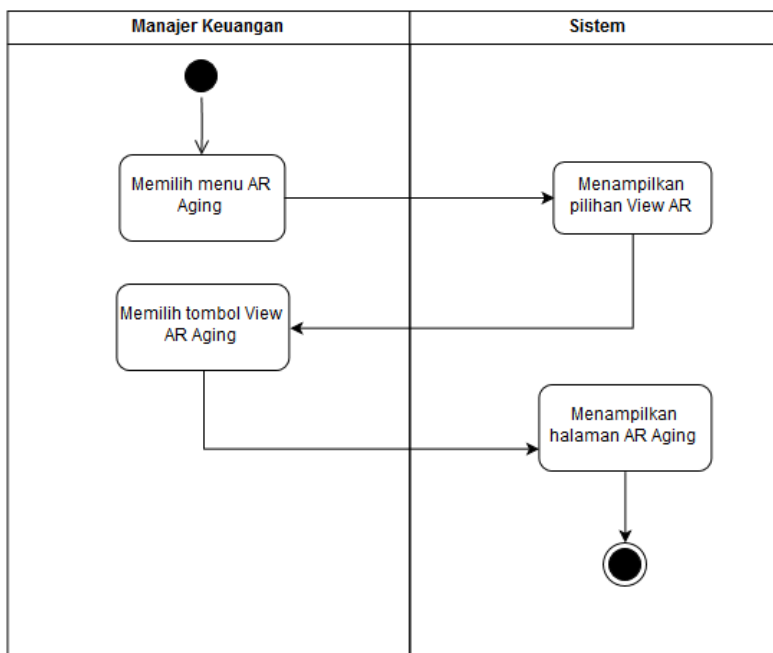 Manajer Keuangan
Sistem
Memilih menu AR
Aging
Menampilkan
pilihan View AR
Memilih tombol View
AR Aging
Menampilkan
halaman AR Aging